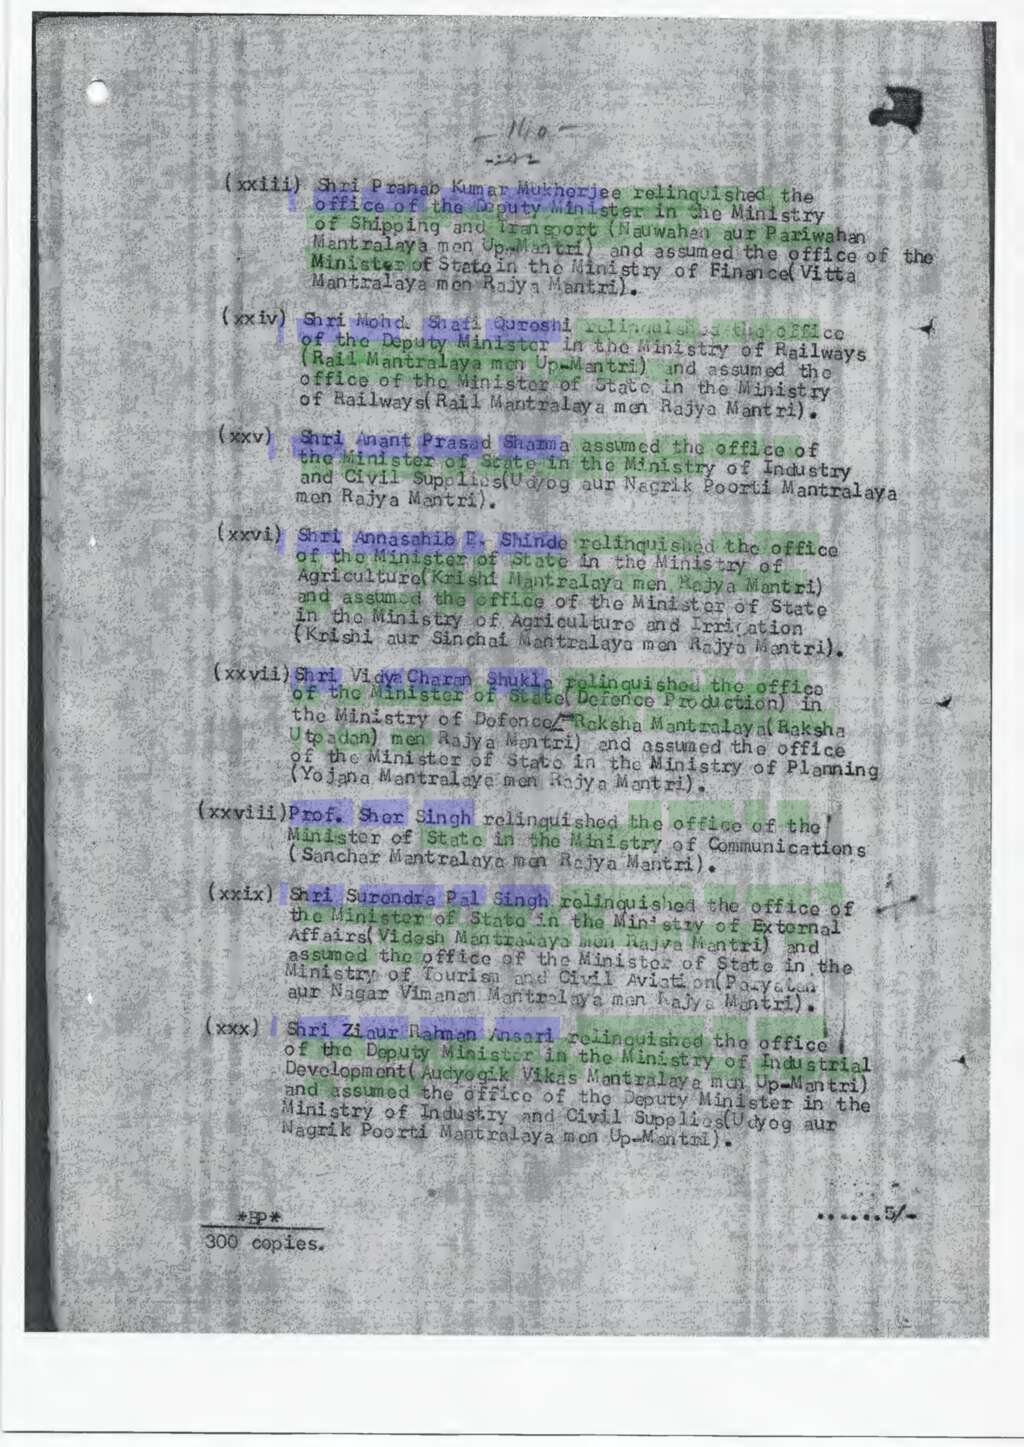 - 140 -
(xxiii) Shri Pranab Kumar Mukherjee relinquished the
office of the Deputy Minister in the Ministry
of Shipping and Transport (Nauwahan aur Pariwahan
Mantralaya men Up-Mantri) and assumed the office of the
Minister of State in the Ministry of Finance(Vitta
Mantralaya men Rajya Mantri).
(xxiv) Shri Mohd. Shafi Qureshi relinquished the office
of the Deputy Minister in the Ministry of Railways
(Rail Mantralaya men Up-Mantri) and assumed the
office of the Minister of State in the Ministry
of Railways(Rail Mantralaya men Rajya Mantri).
(xxv) Shri Anant Prasad Sharma assumed the office of
the Minister of State in the Ministry of Industry
and Civil Supplies(Udyog aur Nagrik Poorti Mantralaya
men Rajya Mantri).
(xxvi) Shri Annasahib P. Shinde relinquished the office
of the Minister of State in the Ministry of
Agriculture(Krishi Mantralaya men Rajya Mantri)
and assumed the office of the Minister of State
in the Ministry of Agriculture and Irrigation
(Krishi aur Sinchai Mantralaya men Rajya Mantri).
(xxvii) Shri Vidya Charan Shukla relinquished the office
of the Minister of State(Defence Production) in
the Ministry of Defence/Raksha Mantralaya(Raksha
Utpadan) men Rajya Mantri) and assumed the office
of the Minister of State in the Ministry of Planning
(Yojana Mantralaya men Rajya Mantri).
(xxviii)Prof. Sher Singh relinquished the office of the
Minister of State in the Ministry of Communications
(Sanchar Mantralaya men Rajya Mantri).
(xxix) Shri Surendra Pal Singh relinquished the office of
the Minister of State in the Ministry of External
Affairs(Videsh Mantralaya men Rajya Mantri) and
assumed the office of the Minister of State in the
Ministry of Tourism and Civil Aviation(Paryatan
aur Nagar Vimanan Mantralaya men Rajya Mantri).
(xxx) Shri Ziaur Rahman Ansari relinquished the office
of the Deputy Minister in the Ministry of Industrial
Development(Audyogik Vikas Mantralaya men Up-Mantri)
and assumed the office of the Deputy Minister in the
Ministry of Industry and Civil Supplies(Udyog aur
Nagrik Poorti Mantralaya men Up-Mantri).
......5/-
*BP*
300 copies.